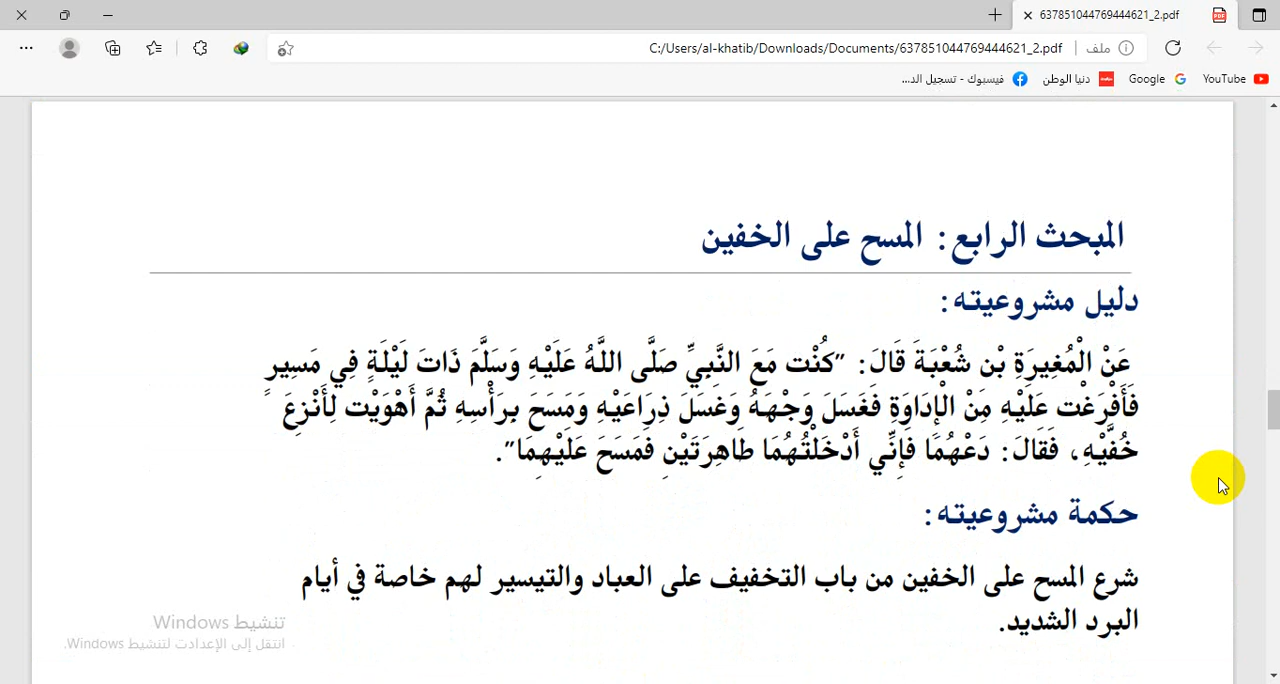 637851044769444621_2.pdf
C:/Users/al-khatib/Downloads/Documents/637851044769444621_2.pdf | ملف
YouTube
Google
دنيا الوطن
فيسبوك - تسجيل الد...
المبحث الرابع: المسح على الخفين
دليل مشروعيته:
عَنْ الْمُغِيرَةِ بْن شُعْبَةَ قَالَ: "كُنْت مَعَ النَّبِيِّ صَلَّى اللَّهُ عَلَيْهِ وَسَلَّمَ ذَاتَ لَيْلَةٍ فِي مَسِيرٍ
فَأَفْرَغْت عَلَيْهِ مِنْ الْإِدَاوَةِ فَغَسَلَ وَجْهَهُ وَغَسَلَ ذِرَاعَيْهِ وَمَسَحَ بِرَأْسِهِ ثُمَّ أَهْوَيْت لِأَنْزِعَ
خُفَّيْهِ، فَقَالَ: دَعْهُمَا فَإِنِّي أَدْخَلْتُهُمَا طَاهِرَتَيْنِ فَمَسَحَ عَلَيْهِمَا".
حكمة مشروعيته:
شرع المسح على الخفين من باب التخفيف على العباد والتيسير لهم خاصة في أيام
البرد الشديد.
تنشيط Windows
انتقل إلى الإعدادات لتنشيط Windows.